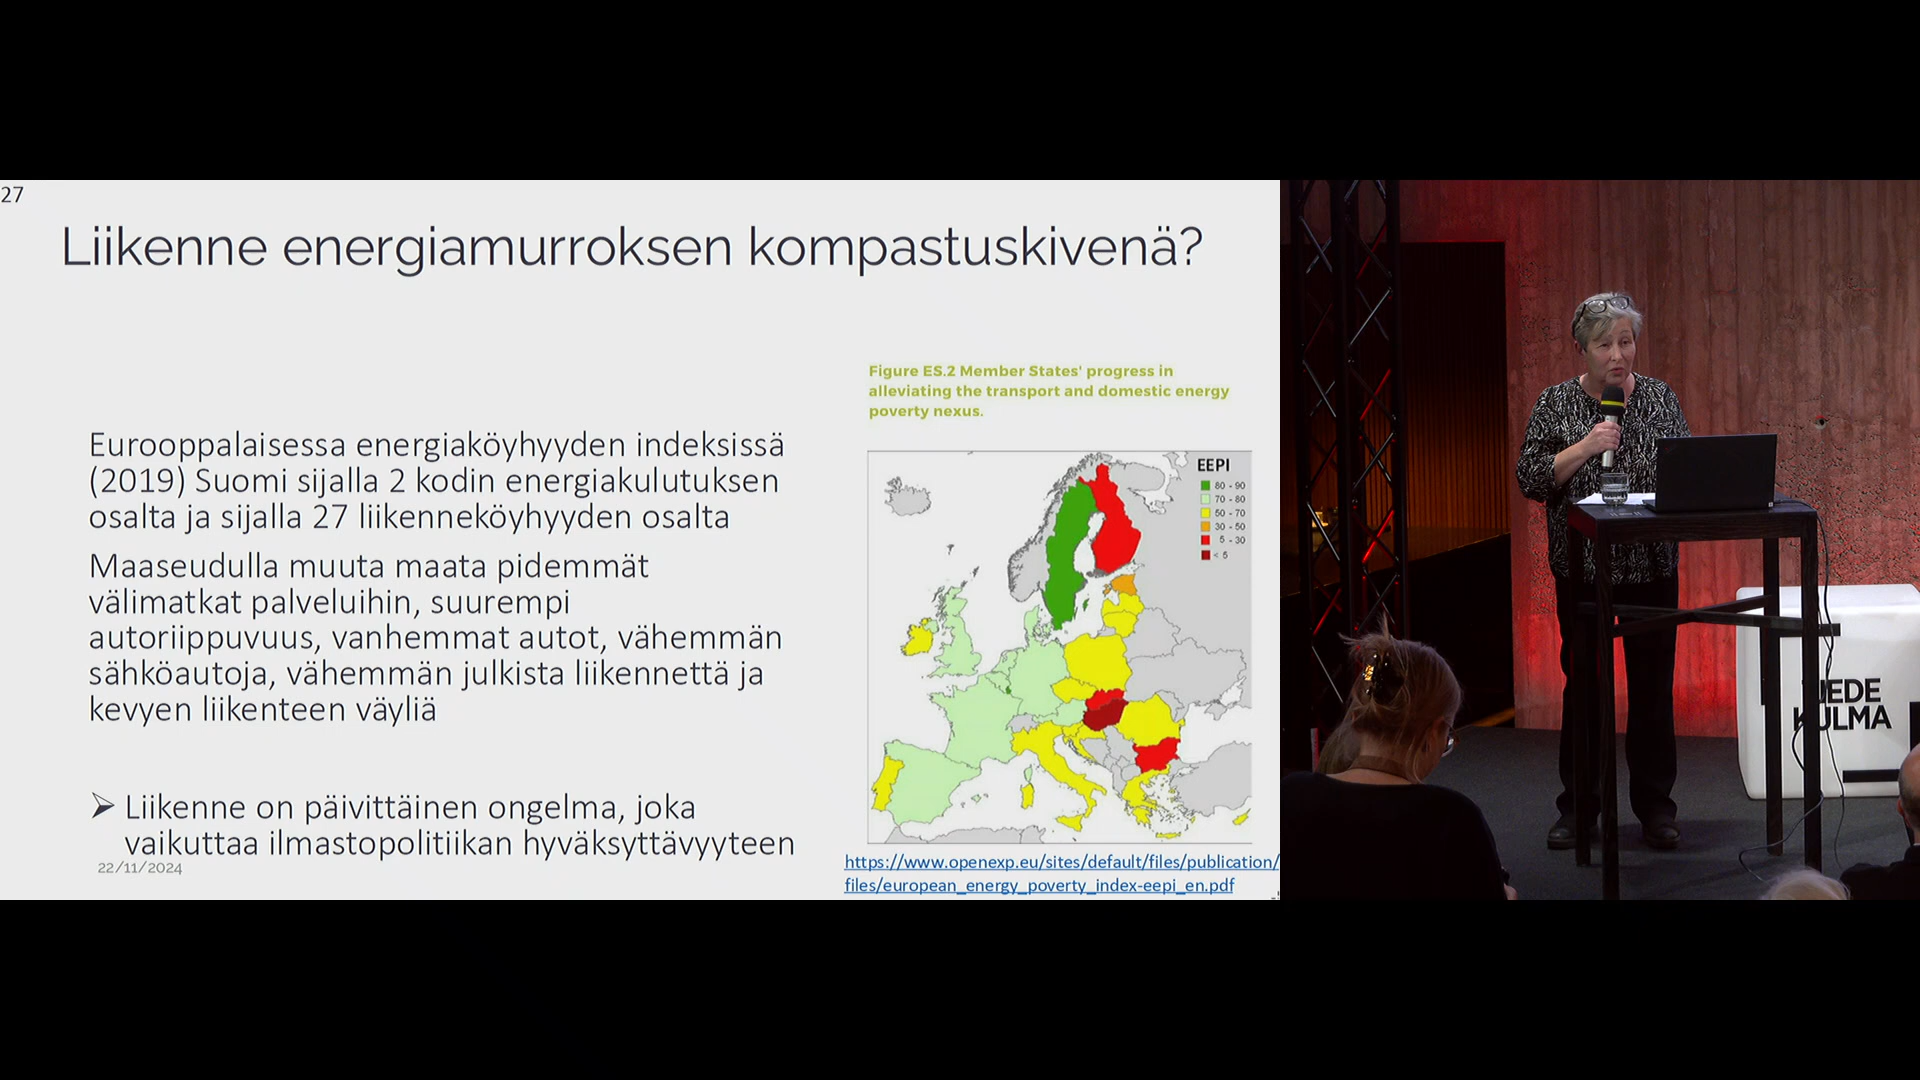 27
Liikenne energiamurroksen kompastuskivenä?
Eurooppalaisessa energiaköyhyyden indeksissä
(2019) Suomi sijalla 2 kodin energiakulutuksen
osalta ja sijalla 27 liikenneköyhyyden osalta
Maaseudulla muuta maata pidemmät
välimatkat palveluihin, suurempi
autoriippuvuus, vanhemmat autot, vähemmän
sähköautoja, vähemmän julkista liikennettä ja
kevyen liikenteen väyliä
➢ Liikenne on päivittäinen ongelma, joka
vaikuttaa ilmastopolitiikan hyväksyttävyyteen
22/11/2024
Figure ES.2 Member States' progress in
alleviating the transport and domestic energy
poverty nexus.
EEPI
80 - 90
70 - 80
50 - 70
30 - 50
5 - 30
< 5
https://www.openexp.eu/sites/default/files/publication/
files/european_energy_poverty_index-eepi_en.pdf
KULMA